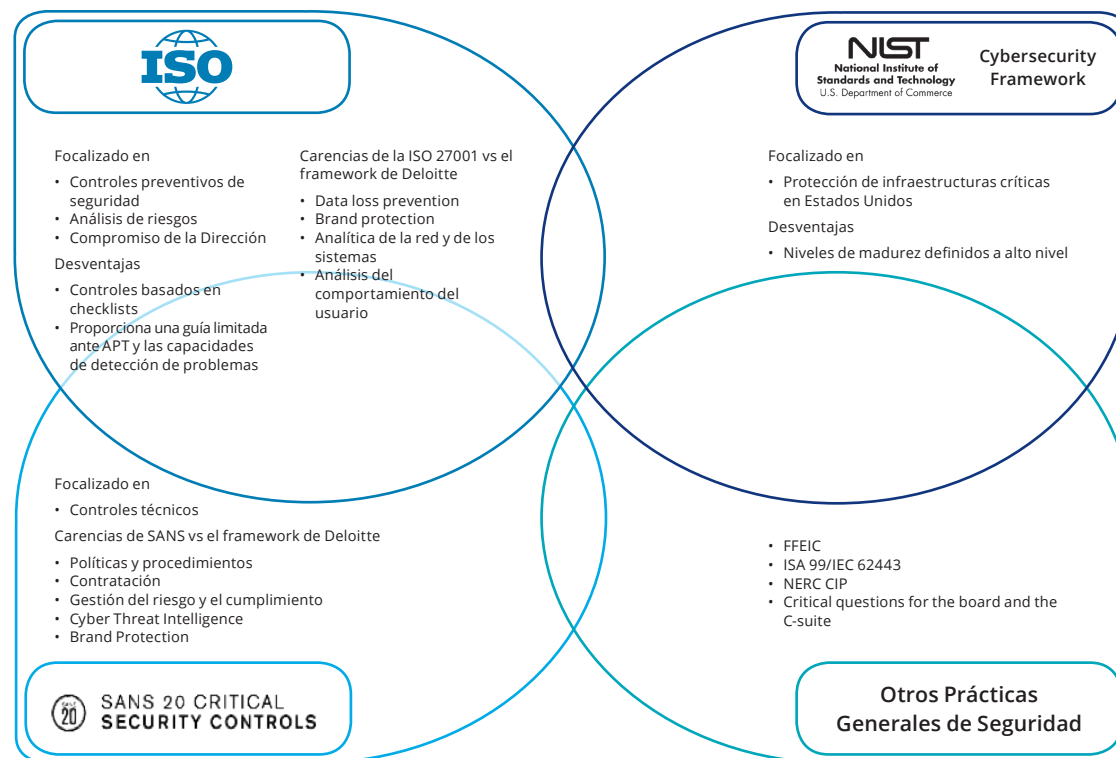 ISO
NIST
National Institute of
Standards and Technology
U.S. Department of Commerce
Cybersecurity
Framework
Focalizado en
• Controles preventivos de
seguridad
• Análisis de riesgos
• Compromiso de la Dirección
Desventajas
• Controles basados en
checklists
• Proporciona una guía limitada
ante APT y las capacidades
de detección de problemas
Carencias de la ISO 27001 vs el
framework de Deloitte
• Data loss prevention
• Brand protection
• Analítica de la red y de los
sistemas
• Análisis del
comportamiento del
usuario
Focalizado en
• Protección de infraestructuras críticas
en Estados Unidos
Desventajas
• Niveles de madurez definidos a alto nivel
Focalizado en
• Controles técnicos
Carencias de SANS vs el framework de Deloitte
• Políticas y procedimientos
• Contratación
• Gestión del riesgo y el cumplimiento
• Cyber Threat Intelligence
• Brand Protection
• FFEIC
• ISA 99/IEC 62443
• NERC CIP
• Critical questions for the board and the
C-suite
SANS
20
SANS 20 CRITICAL
SECURITY CONTROLS
Otros Prácticas
Generales de Seguridad